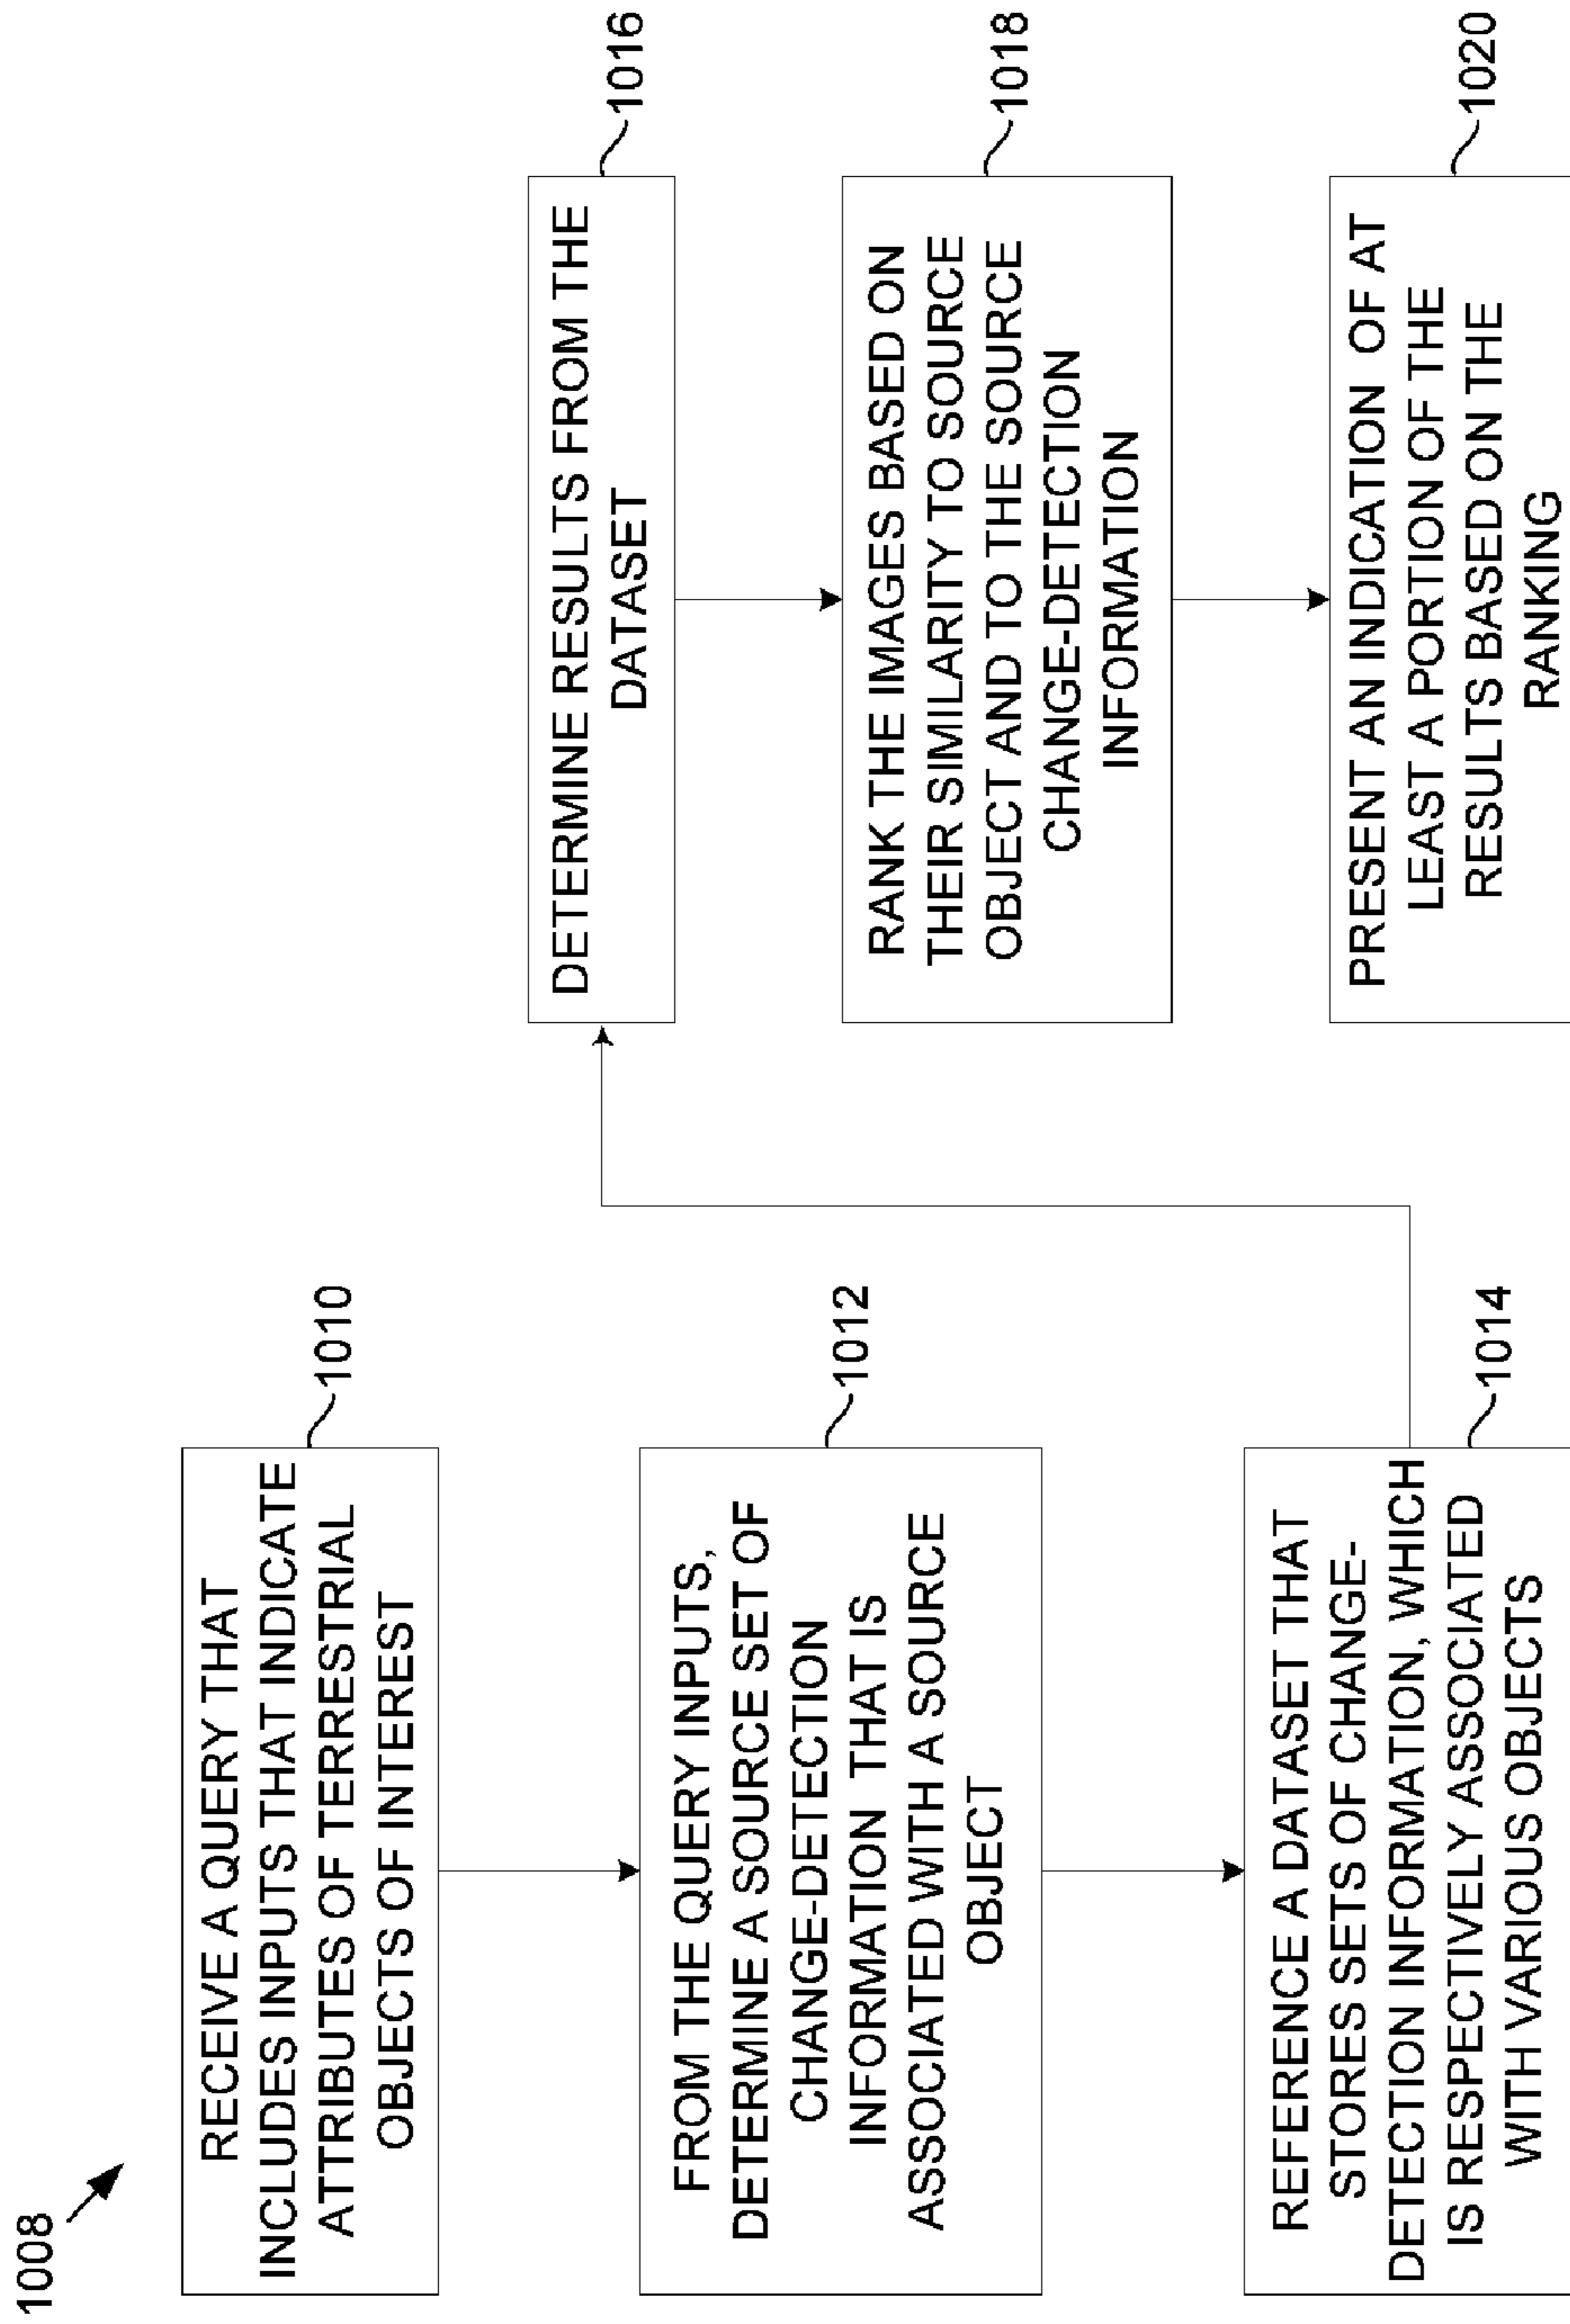 1008
RECEIVE A QUERY THAT
INCLUDES INPUTS THAT INDICATE
ATTRIBUTES OF TERRESTRIAL
OBJECTS OF INTEREST
1010
FROM THE QUERY INPUTS,
DETERMINE A SOURCE SET OF
CHANGE-DETECTION
INFORMATION THAT IS
ASSOCIATED WITH A SOURCE
OBJECT
1012
REFERENCE A DATASET THAT
STORES SETS OF CHANGE-
DETECTION INFORMATION, WHICH
IS RESPECTIVELY ASSOCIATED
WITH VARIOUS OBJECTS
1014
DETERMINE RESULTS FROM THE
DATASET
1016
RANK THE IMAGES BASED ON
THEIR SIMILARITY TO SOURCE
OBJECT AND TO THE SOURCE
CHANGE-DETECTION
INFORMATION
1018
PRESENT AN INDICATION OF AT
LEAST A PORTION OF THE
RESULTS BASED ON THE
RANKING
1020